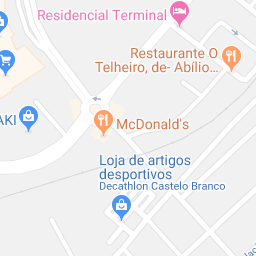 Residencial Terminal
Restaurante O
Telheiro, de- Abílio...
AKI
McDonald's
Loja de artigos
desportivos
Decathlon Castelo Branco